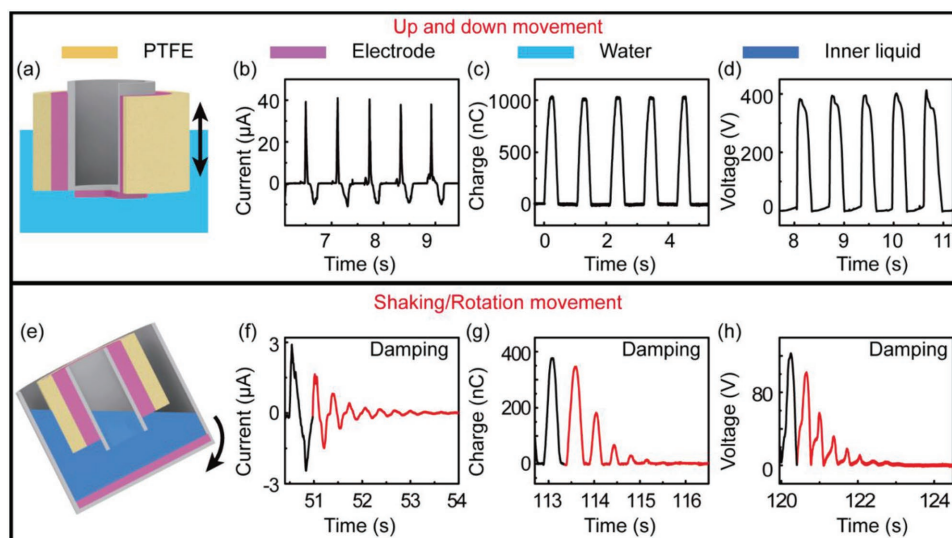 Up and down movement
PTFE Electrode Water Inner liquid
(a) (b) (c) (d)
Current (μA)
40
20
0
7 8 9
Time (s)
Charge (nC)
1000
500
0
0 2 4
Time (s)
Voltage (V)
400
200
0
8 9 10 11
Time (s)
Shaking/Rotation movement
(e) (f) (g) (h)
Current (μA)
3
0
-3
Damping
51 52 53 54
Time (s)
Charge (nC)
400
200
0
Damping
113 114 115 116
Time (s)
Voltage (V)
80
0
Damping
120 122 124
Time (s)